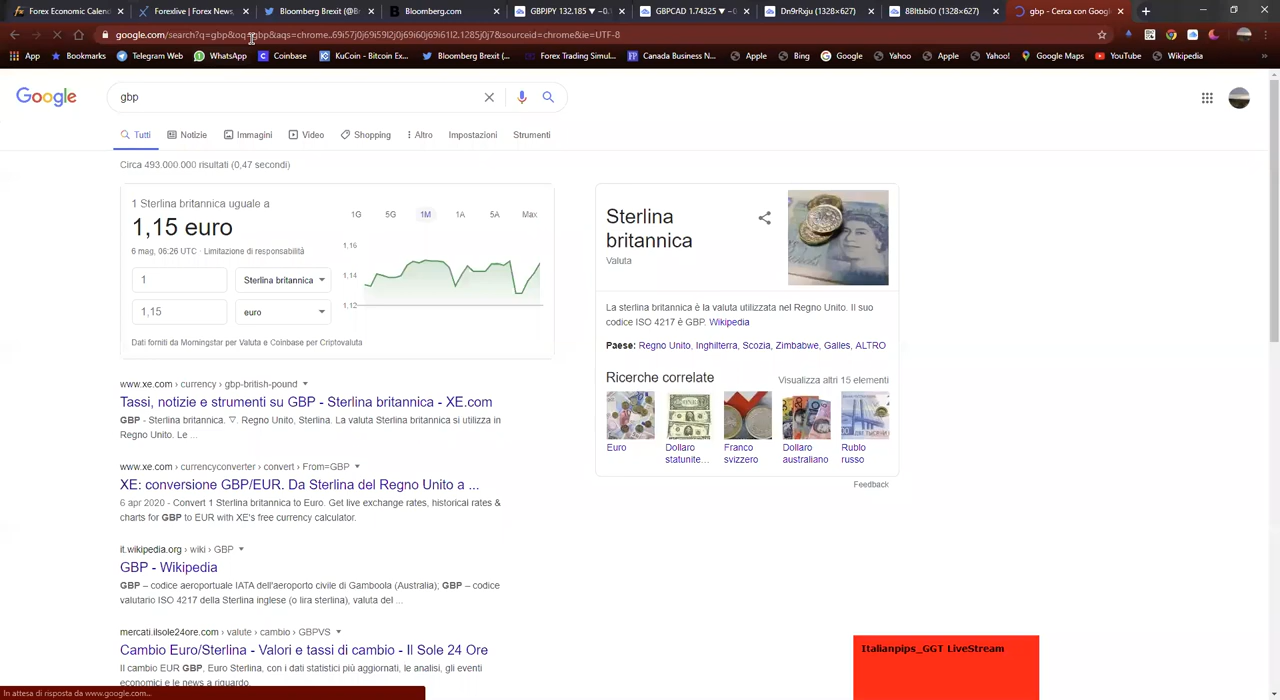 Forex Economic Calenda
Forexlive | Forex News,
Bloomberg Brexit (@Br
Bloomberg.com
GBPJPY 132.185 ▼ −0.1
GBPCAD 1.74325 ▼ −0.
Dn9rRxju (1328×627)
8BItbbiO (1328×627)
gbp - Cerca con Goog
google.com/search?q=gbp&oq=gbp&aqs=chrome..69i57j0j69i59l2j0j69i60j69i61l2.1285j0j7&sourceid=chrome&ie=UTF-8
App
Bookmarks
Telegram Web
WhatsApp
Coinbase
KuCoin - Bitcoin Ex...
Bloomberg Brexit (...
Forex Trading Simul...
Canada Business N...
Apple
Bing
Google
Yahoo
Apple
Yahoo!
Google Maps
YouTube
Wikipedia
»
Google
gbp
Tutti
Notizie
Immagini
Video
Shopping
Altro
Impostazioni
Strumenti
Circa 493.000.000 risultati (0,47 secondi)
1 Sterlina britannica uguale a
1,15 euro
6 mag, 06:26 UTC · Limitazione di responsabilità
1
Sterlina britannica
1,15
euro
1G 5G 1M 1A 5A Max
1,16
1,14
1,12
Dati forniti da Morningstar per Valuta e Coinbase per Criptovaluta
www.xe.com › currency › gbp-british-pound
Tassi, notizie e strumenti su GBP - Sterlina britannica - XE.com
GBP - Sterlina britannica. ▽. Regno Unito, Sterlina. La valuta Sterlina britannica si utilizza in
Regno Unito. Le ...
www.xe.com › currencyconverter › convert › From=GBP
XE: conversione GBP/EUR. Da Sterlina del Regno Unito a ...
6 apr 2020 - Convert 1 Sterlina britannica to Euro. Get live exchange rates, historical rates &
charts for GBP to EUR with XE's free currency calculator.
it.wikipedia.org › wiki › GBP
GBP - Wikipedia
GBP – codice aeroportuale IATA dell'aeroporto civile di Gamboola (Australia); GBP – codice
valutario ISO 4217 della Sterlina inglese (o lira sterlina), valuta del ...
mercati.ilsole24ore.com › valute › cambio › GBPVS
Cambio Euro/Sterlina - Valori e tassi di cambio - Il Sole 24 Ore
Il cambio EUR GBP, Euro Sterlina, con i dati statistici più aggiornati, le analisi, gli eventi
economici e le news a riguardo.
Sterlina
britannica
Valuta
La sterlina britannica è la valuta utilizzata nel Regno Unito. Il suo
codice ISO 4217 è GBP. Wikipedia
Paese: Regno Unito, Inghilterra, Scozia, Zimbabwe, Galles, ALTRO
Ricerche correlate
Visualizza altri 15 elementi
Euro
Dollaro
statunite...
Franco
svizzero
Dollaro
australiano
Rublo
russo
Feedback
Italianpips_GGT LiveStream
In attesa di risposta da www.google.com...